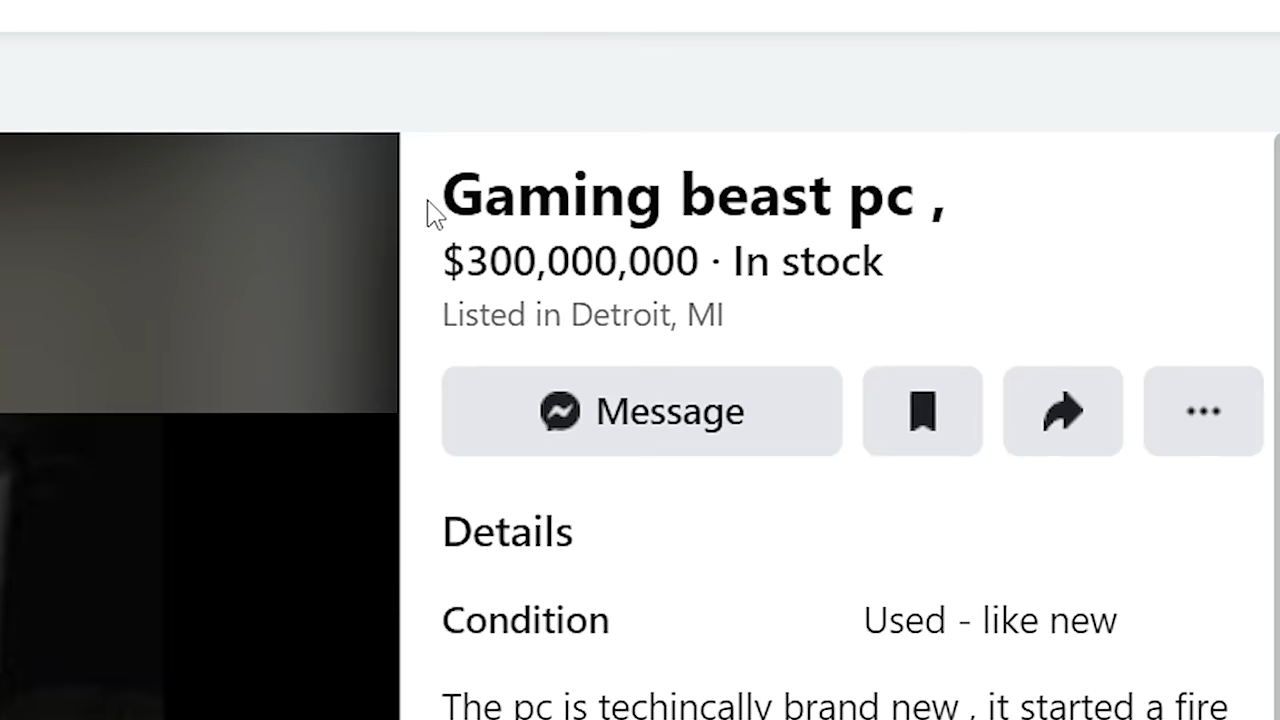 Gaming beast pc ,
$300,000,000 · In stock
Listed in Detroit, MI
Message
Details
Condition Used - like new
The pc is techincally brand new , it started a fire